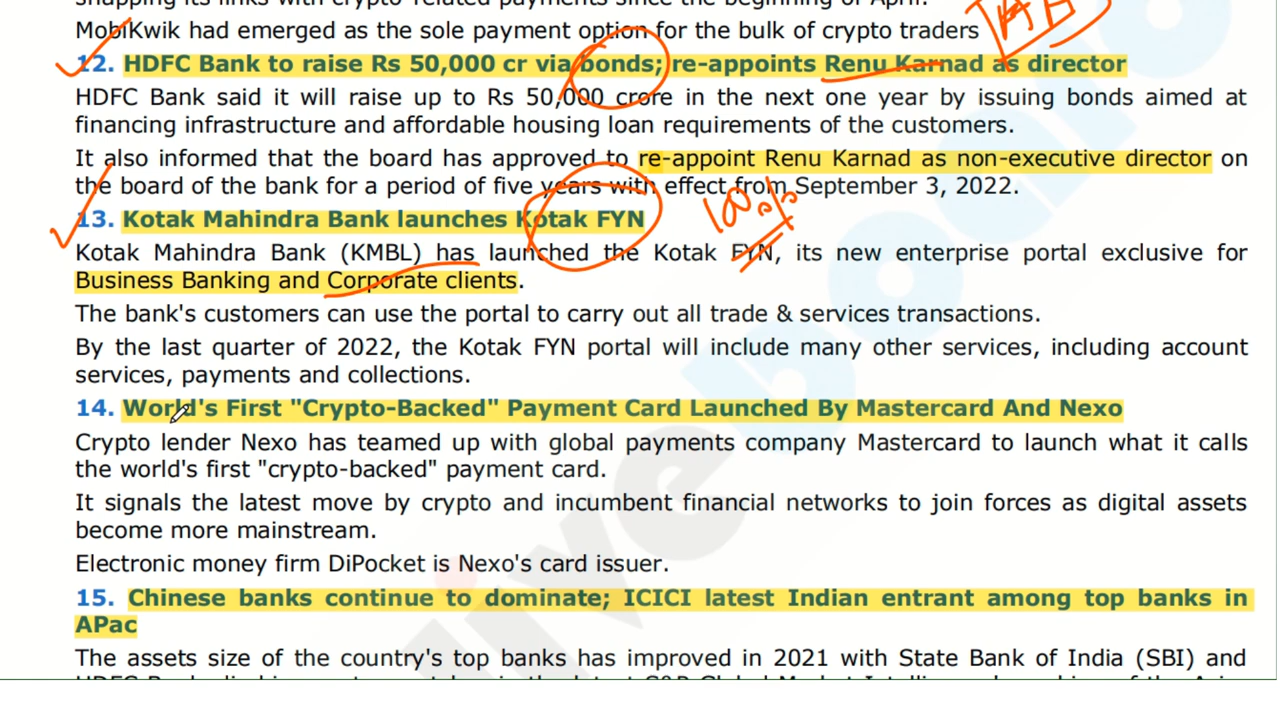 MobiKwik had emerged as the sole payment option for the bulk of crypto traders
12. HDFC Bank to raise Rs 50,000 cr via bonds; re-appoints Renu Karnad as director
HDFC Bank said it will raise up to Rs 50,000 crore in the next one year by issuing bonds aimed at
financing infrastructure and affordable housing loan requirements of the customers.
It also informed that the board has approved to re-appoint Renu Karnad as non-executive director on
the board of the bank for a period of five years with effect from September 3, 2022.
13. Kotak Mahindra Bank launches Kotak FYN
100%
Kotak Mahindra Bank (KMBL) has launched the Kotak FYN, its new enterprise portal exclusive for
Business Banking and Corporate clients.
The bank's customers can use the portal to carry out all trade & services transactions.
By the last quarter of 2022, the Kotak FYN portal will include many other services, including account
services, payments and collections.
14. World's First "Crypto-Backed" Payment Card Launched By Mastercard And Nexo
Crypto lender Nexo has teamed up with global payments company Mastercard to launch what it calls
the world's first "crypto-backed" payment card.
It signals the latest move by crypto and incumbent financial networks to join forces as digital assets
become more mainstream.
Electronic money firm DiPocket is Nexo's card issuer.
15. Chinese banks continue to dominate; ICICI latest Indian entrant among top banks in
APac
The assets size of the country's top banks has improved in 2021 with State Bank of India (SBI) and